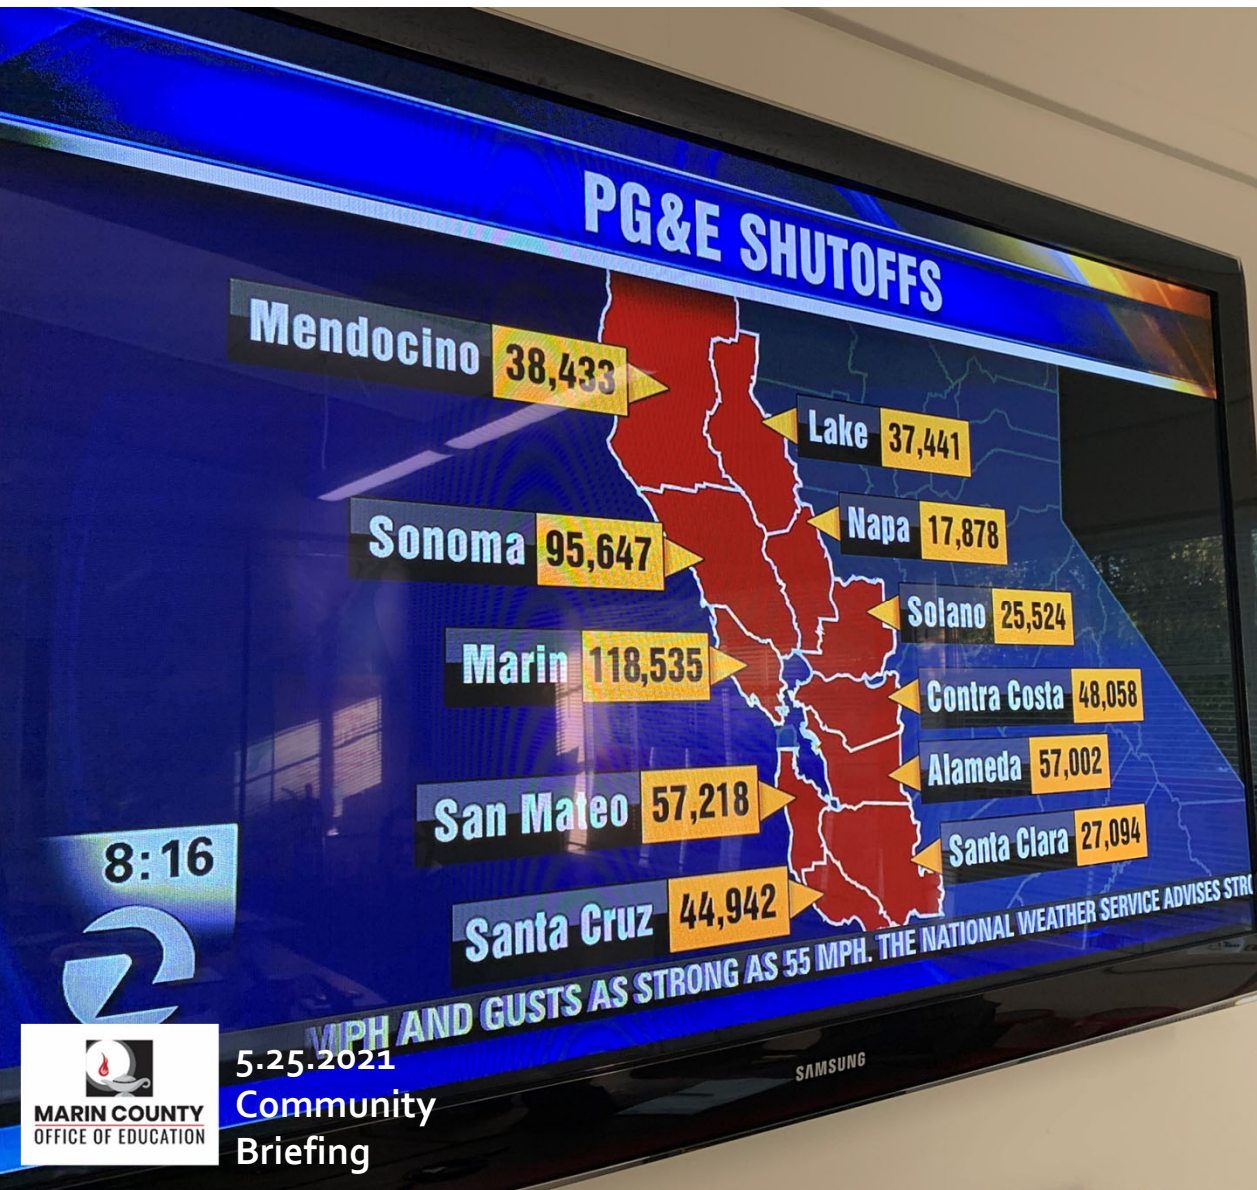 PG&E SHUTOFFS
Mendocino 38,433
Lake 37,441
Sonoma 95,647
Napa 17,878
Solano 25,524
Marin 118,535
Contra Costa 48,058
Alameda 57,002
San Mateo 57,218
Santa Clara 27,094
Santa Cruz 44,942
8:16
2
MPH AND GUSTS AS STRONG AS 55 MPH. THE NATIONAL WEATHER SERVICE ADVISES
SAMSUNG
MARIN COUNTY
OFFICE OF EDUCATION
5.25.2021
Community
Briefing